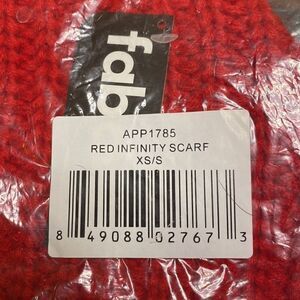 fab
APP1785
RED INFINITY SCARF
XS/S
8 49088 02767 3